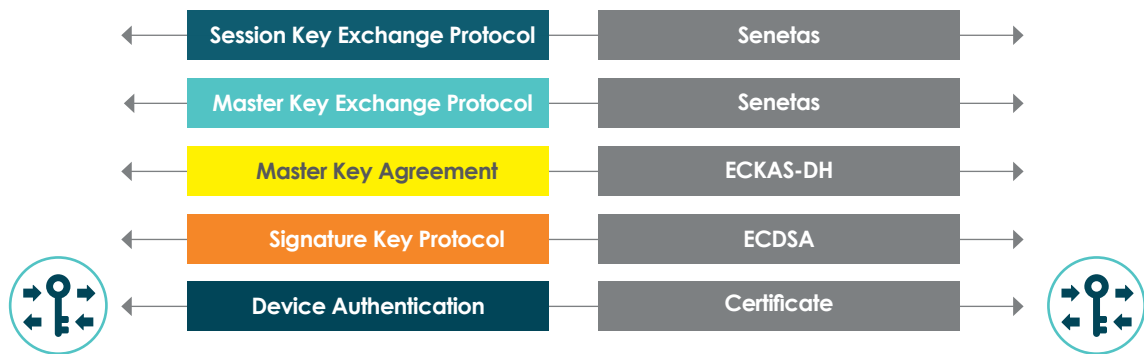 Session Key Exchange Protocol Senetas
Master Key Exchange Protocol Senetas
Master Key Agreement ECKAS-DH
Signature Key Protocol ECDSA
Device Authentication Certificate